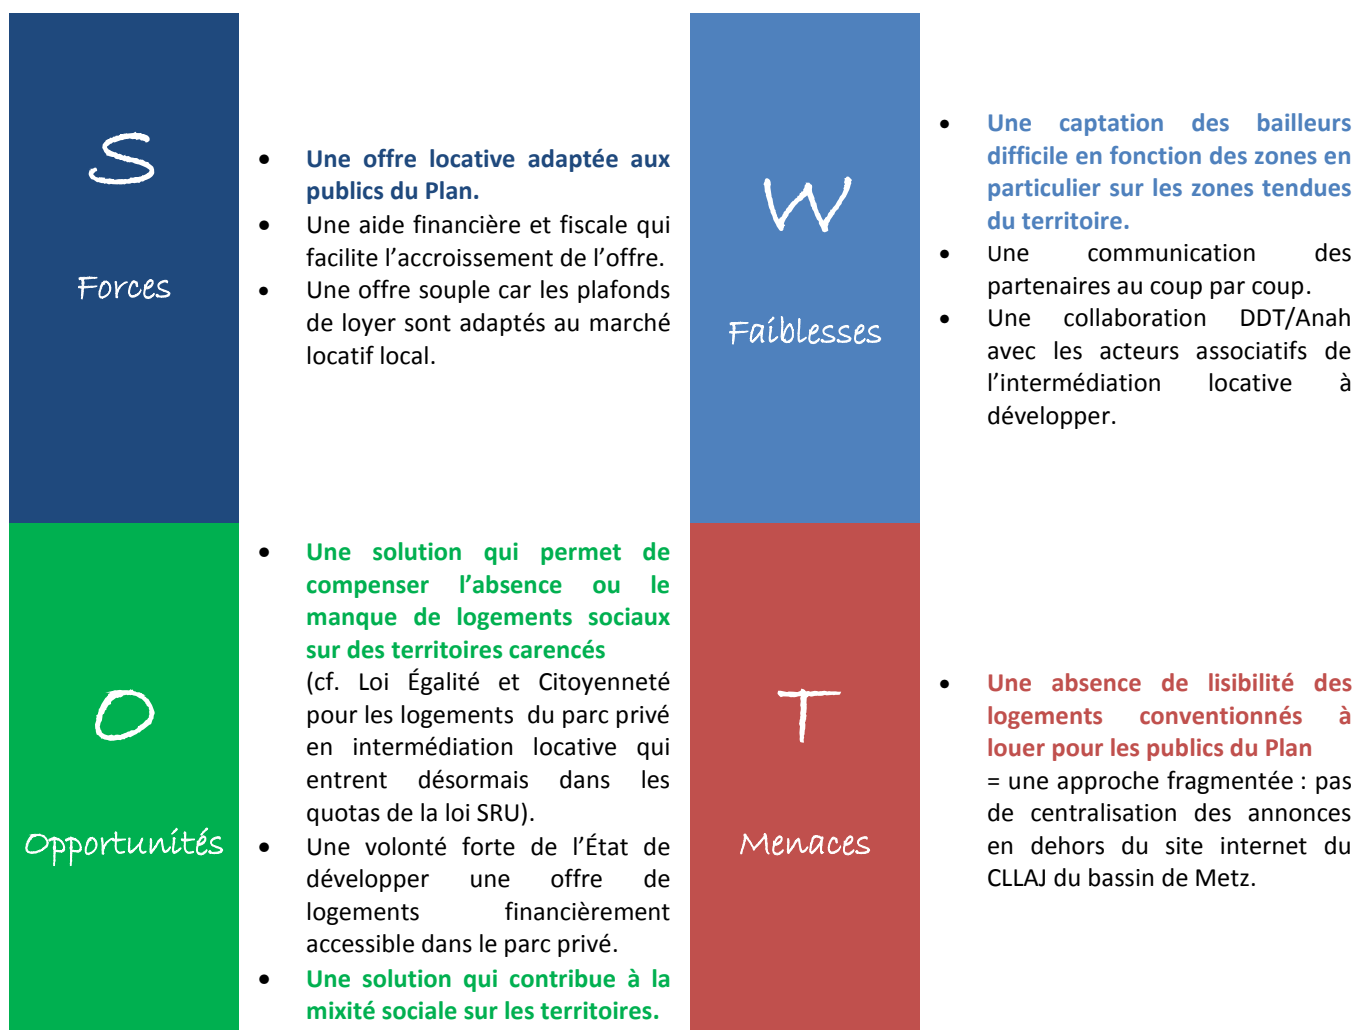 S
Forces
• Une offre locative adaptée aux
publics du Plan.
• Une aide financière et fiscale qui
facilite l’accroissement de l’offre.
• Une offre souple car les plafonds
de loyer sont adaptés au marché
locatif local.
W
Faiblesses
• Une captation des bailleurs
difficile en fonction des zones en
particulier sur les zones tendues
du territoire.
• Une communication des
partenaires au coup par coup.
• Une collaboration DDT/Anah
avec les acteurs associatifs de
l’intermédiation locative à
développer.
O
Opportunités
• Une solution qui permet de
compenser l’absence ou le
manque de logements sociaux
sur des territoires carencés
(cf. Loi Égalité et Citoyenneté
pour les logements du parc privé
en intermédiation locative qui
entrent désormais dans les
quotas de la loi SRU).
• Une volonté forte de l’État de
développer une offre de
logements financièrement
accessible dans le parc privé.
• Une solution qui contribue à la
mixité sociale sur les territoires.
T
Menaces
• Une absence de lisibilité des
logements conventionnés à
louer pour les publics du Plan
= une approche fragmentée : pas
de centralisation des annonces
en dehors du site internet du
CLLAJ du bassin de Metz.